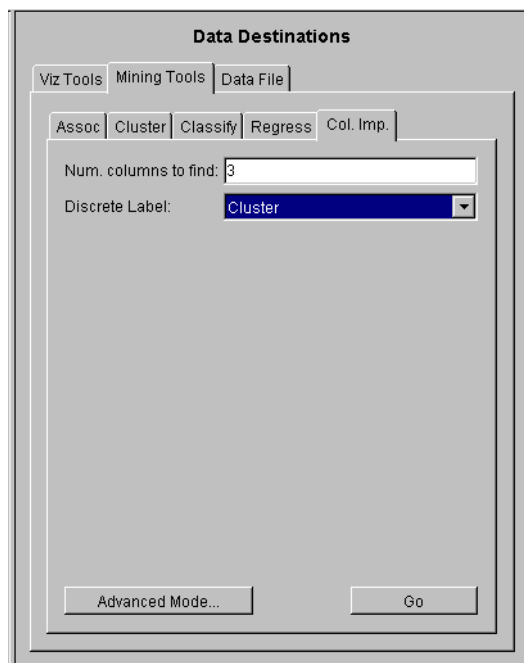 Data Destinations
Viz Tools Mining Tools Data File
Assoc Cluster Classify Regress Col. Imp.
Num. columns to find: 3
Discrete Label: Cluster
Advanced Mode... Go